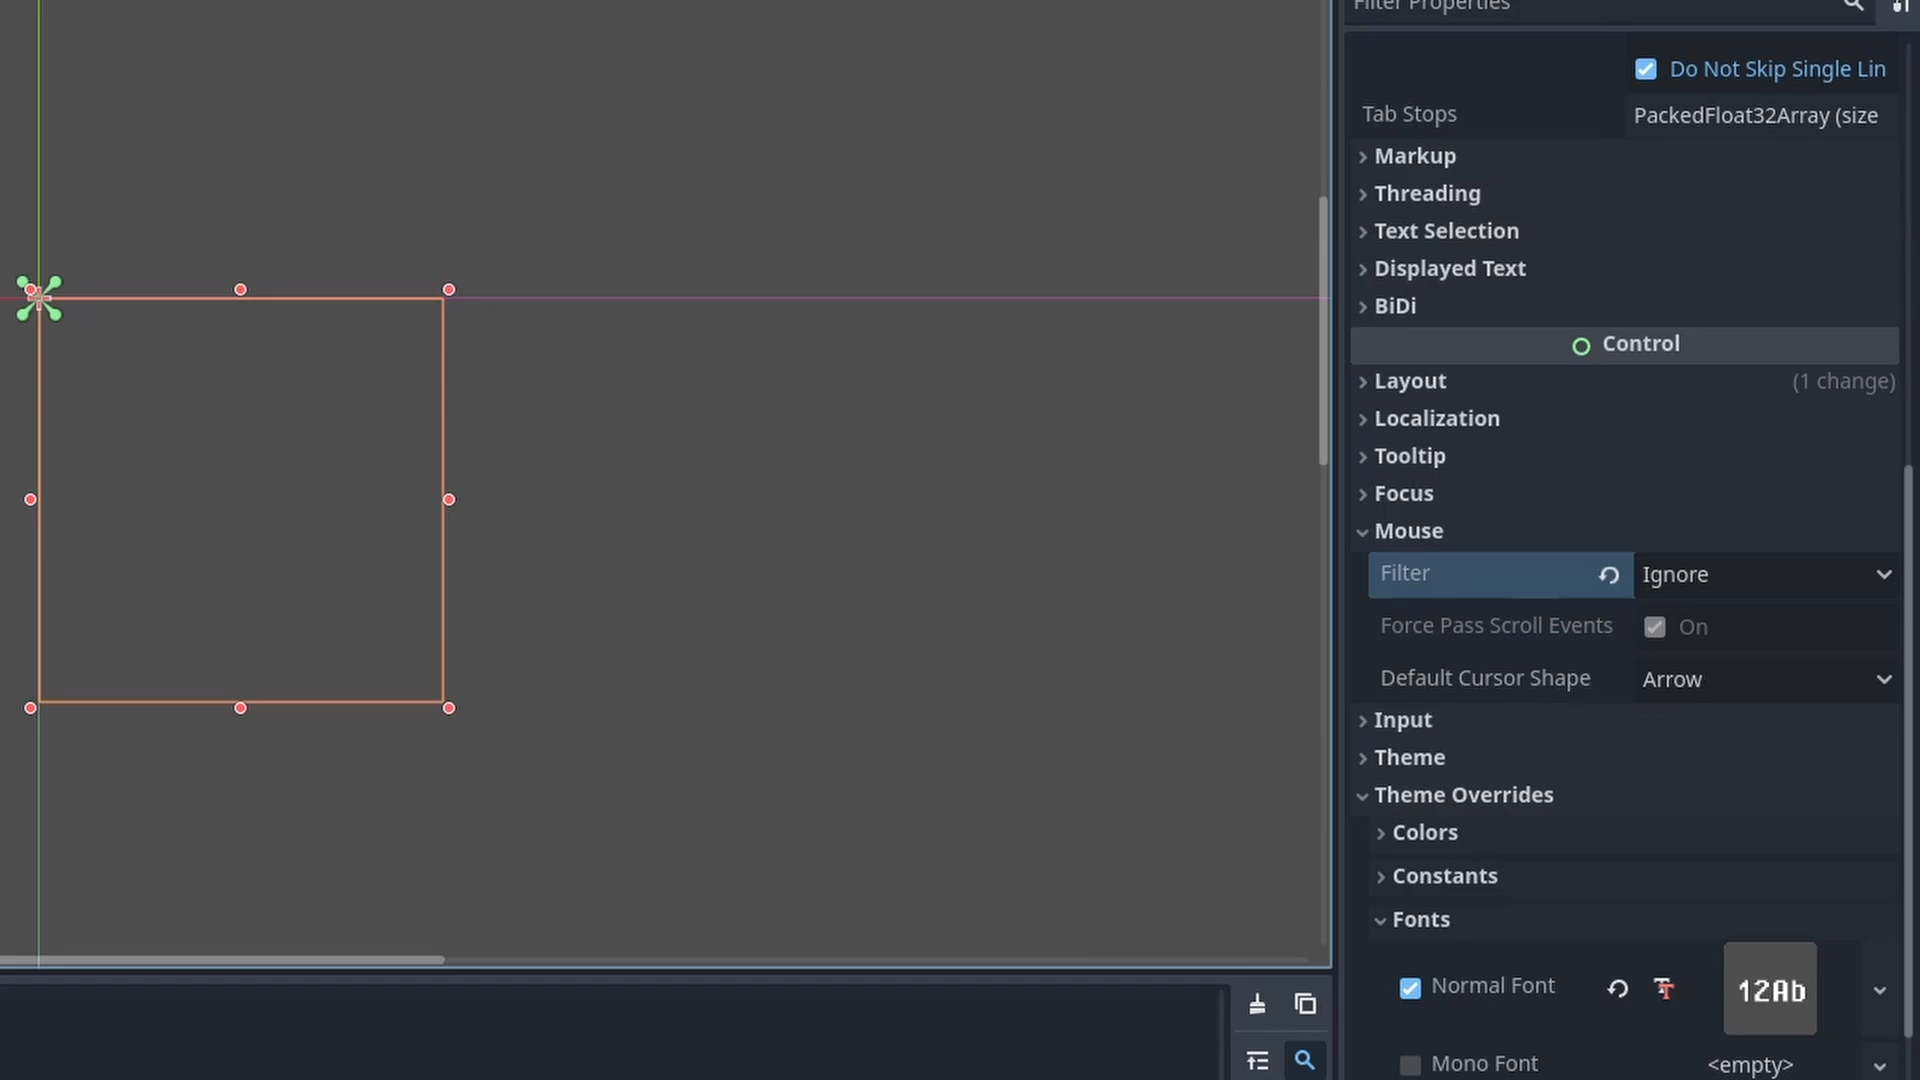 Filter Properties
Do Not Skip Single Lin
Tab Stops PackedFloat32Array (size
Markup
Threading
Text Selection
Displayed Text
BiDi
Control
Layout (1 change)
Localization
Tooltip
Focus
Mouse
Filter Ignore
Force Pass Scroll Events On
Default Cursor Shape Arrow
Input
Theme
Theme Overrides
Colors
Constants
Fonts
Normal Font 12Ab
Mono Font <empty>